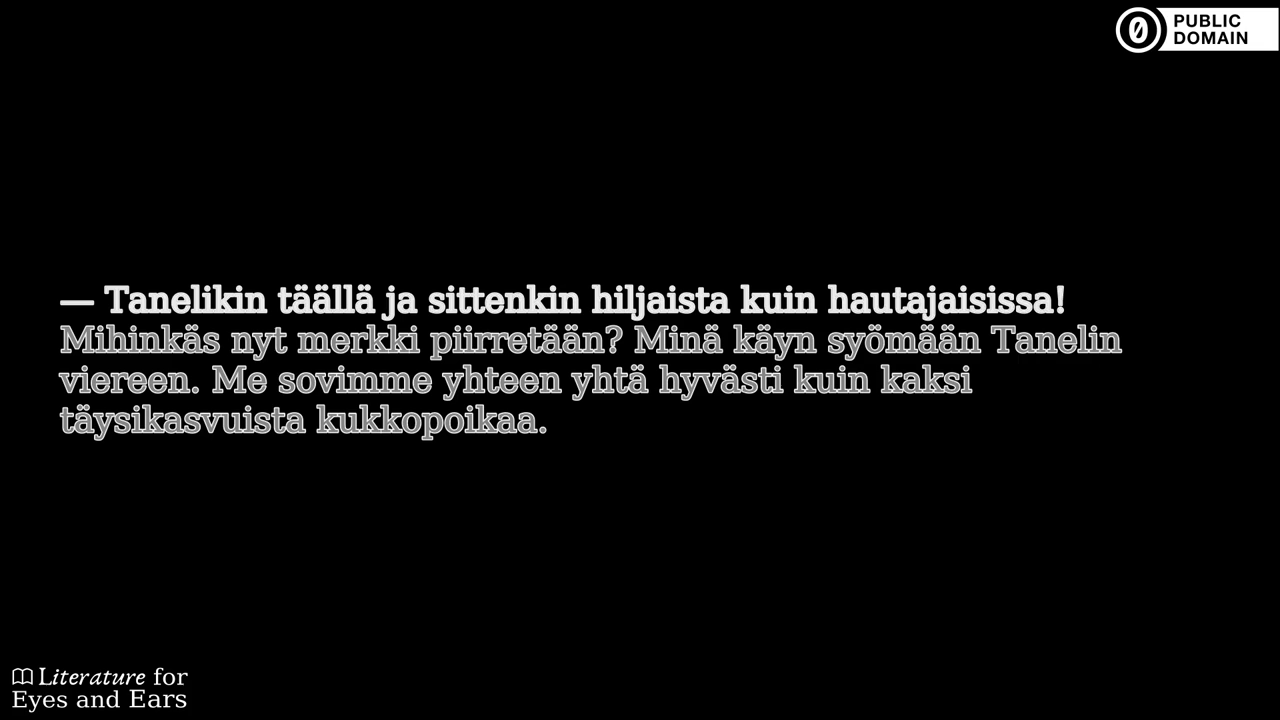 PUBLIC
DOMAIN
— Tanelikin täällä ja sittenkin hiljaista kuin hautajaisissa!
Mihinkäs nyt merkki piirretään? Minä käyn syömään Tanelin
viereen. Me sovimme yhteen yhtä hyvästi kuin kaksi
täysikasvuista kukkopoikaa.
Literature for
Eyes and Ears